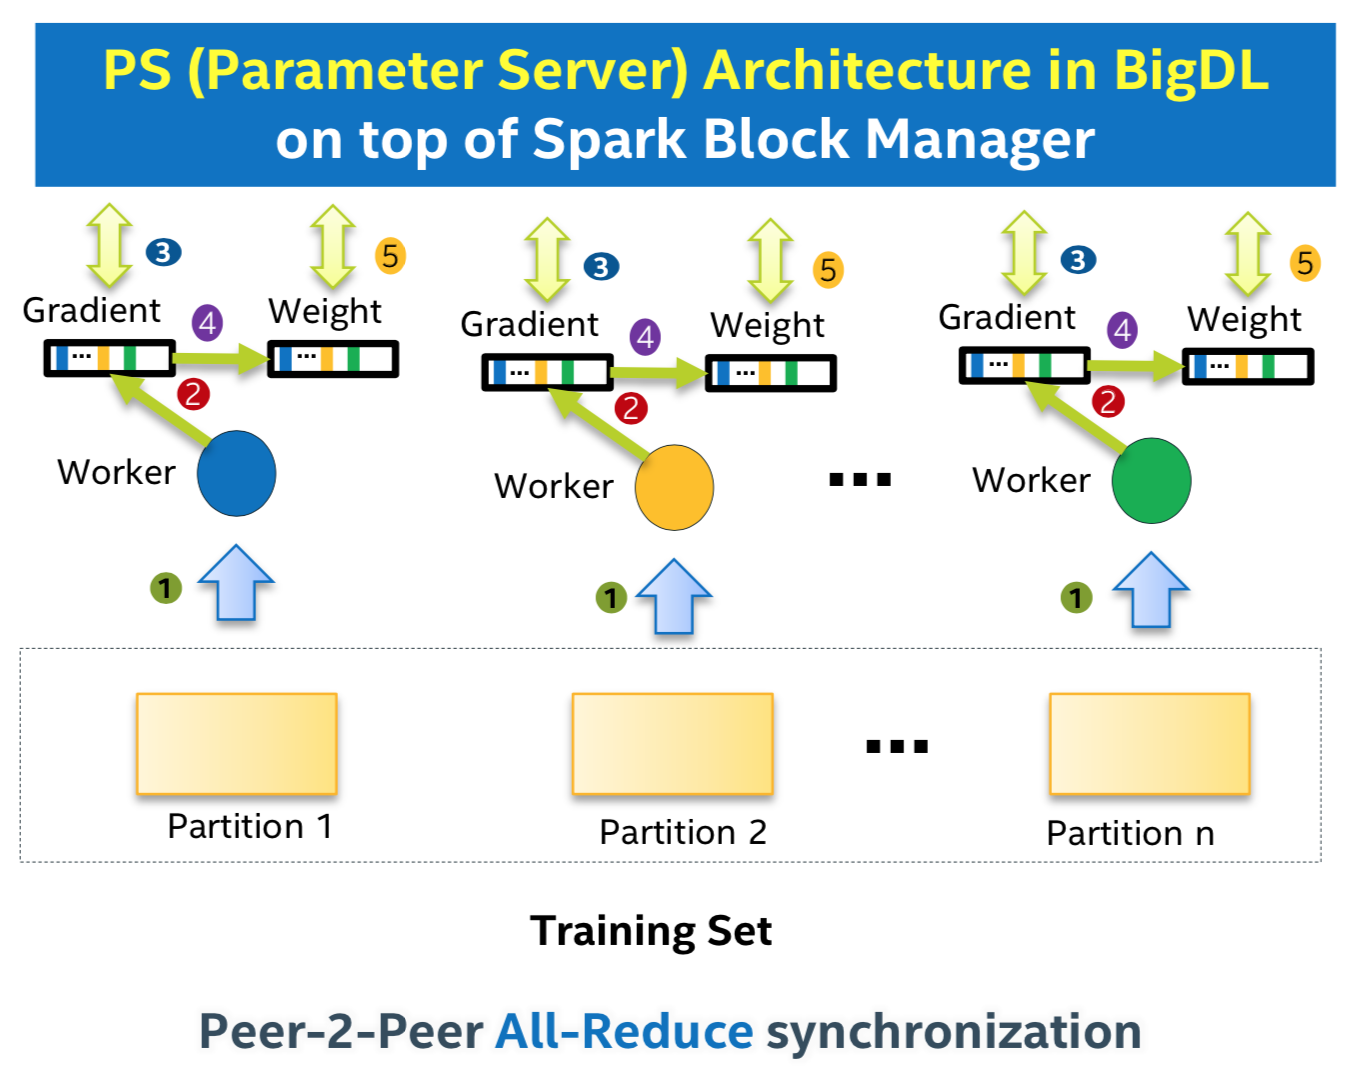 PS (Parameter Server) Architecture in BigDL
on top of Spark Block Manager
3
5
3
5
3
5
Gradient
Weight
Gradient
Weight
Gradient
Weight
4
4
4
...
...
...
...
...
...
2
2
2
Worker
Worker
...
Worker
1
1
1
...
Partition 1
Partition 2
Partition n
Training Set
Peer-2-Peer All-Reduce synchronization